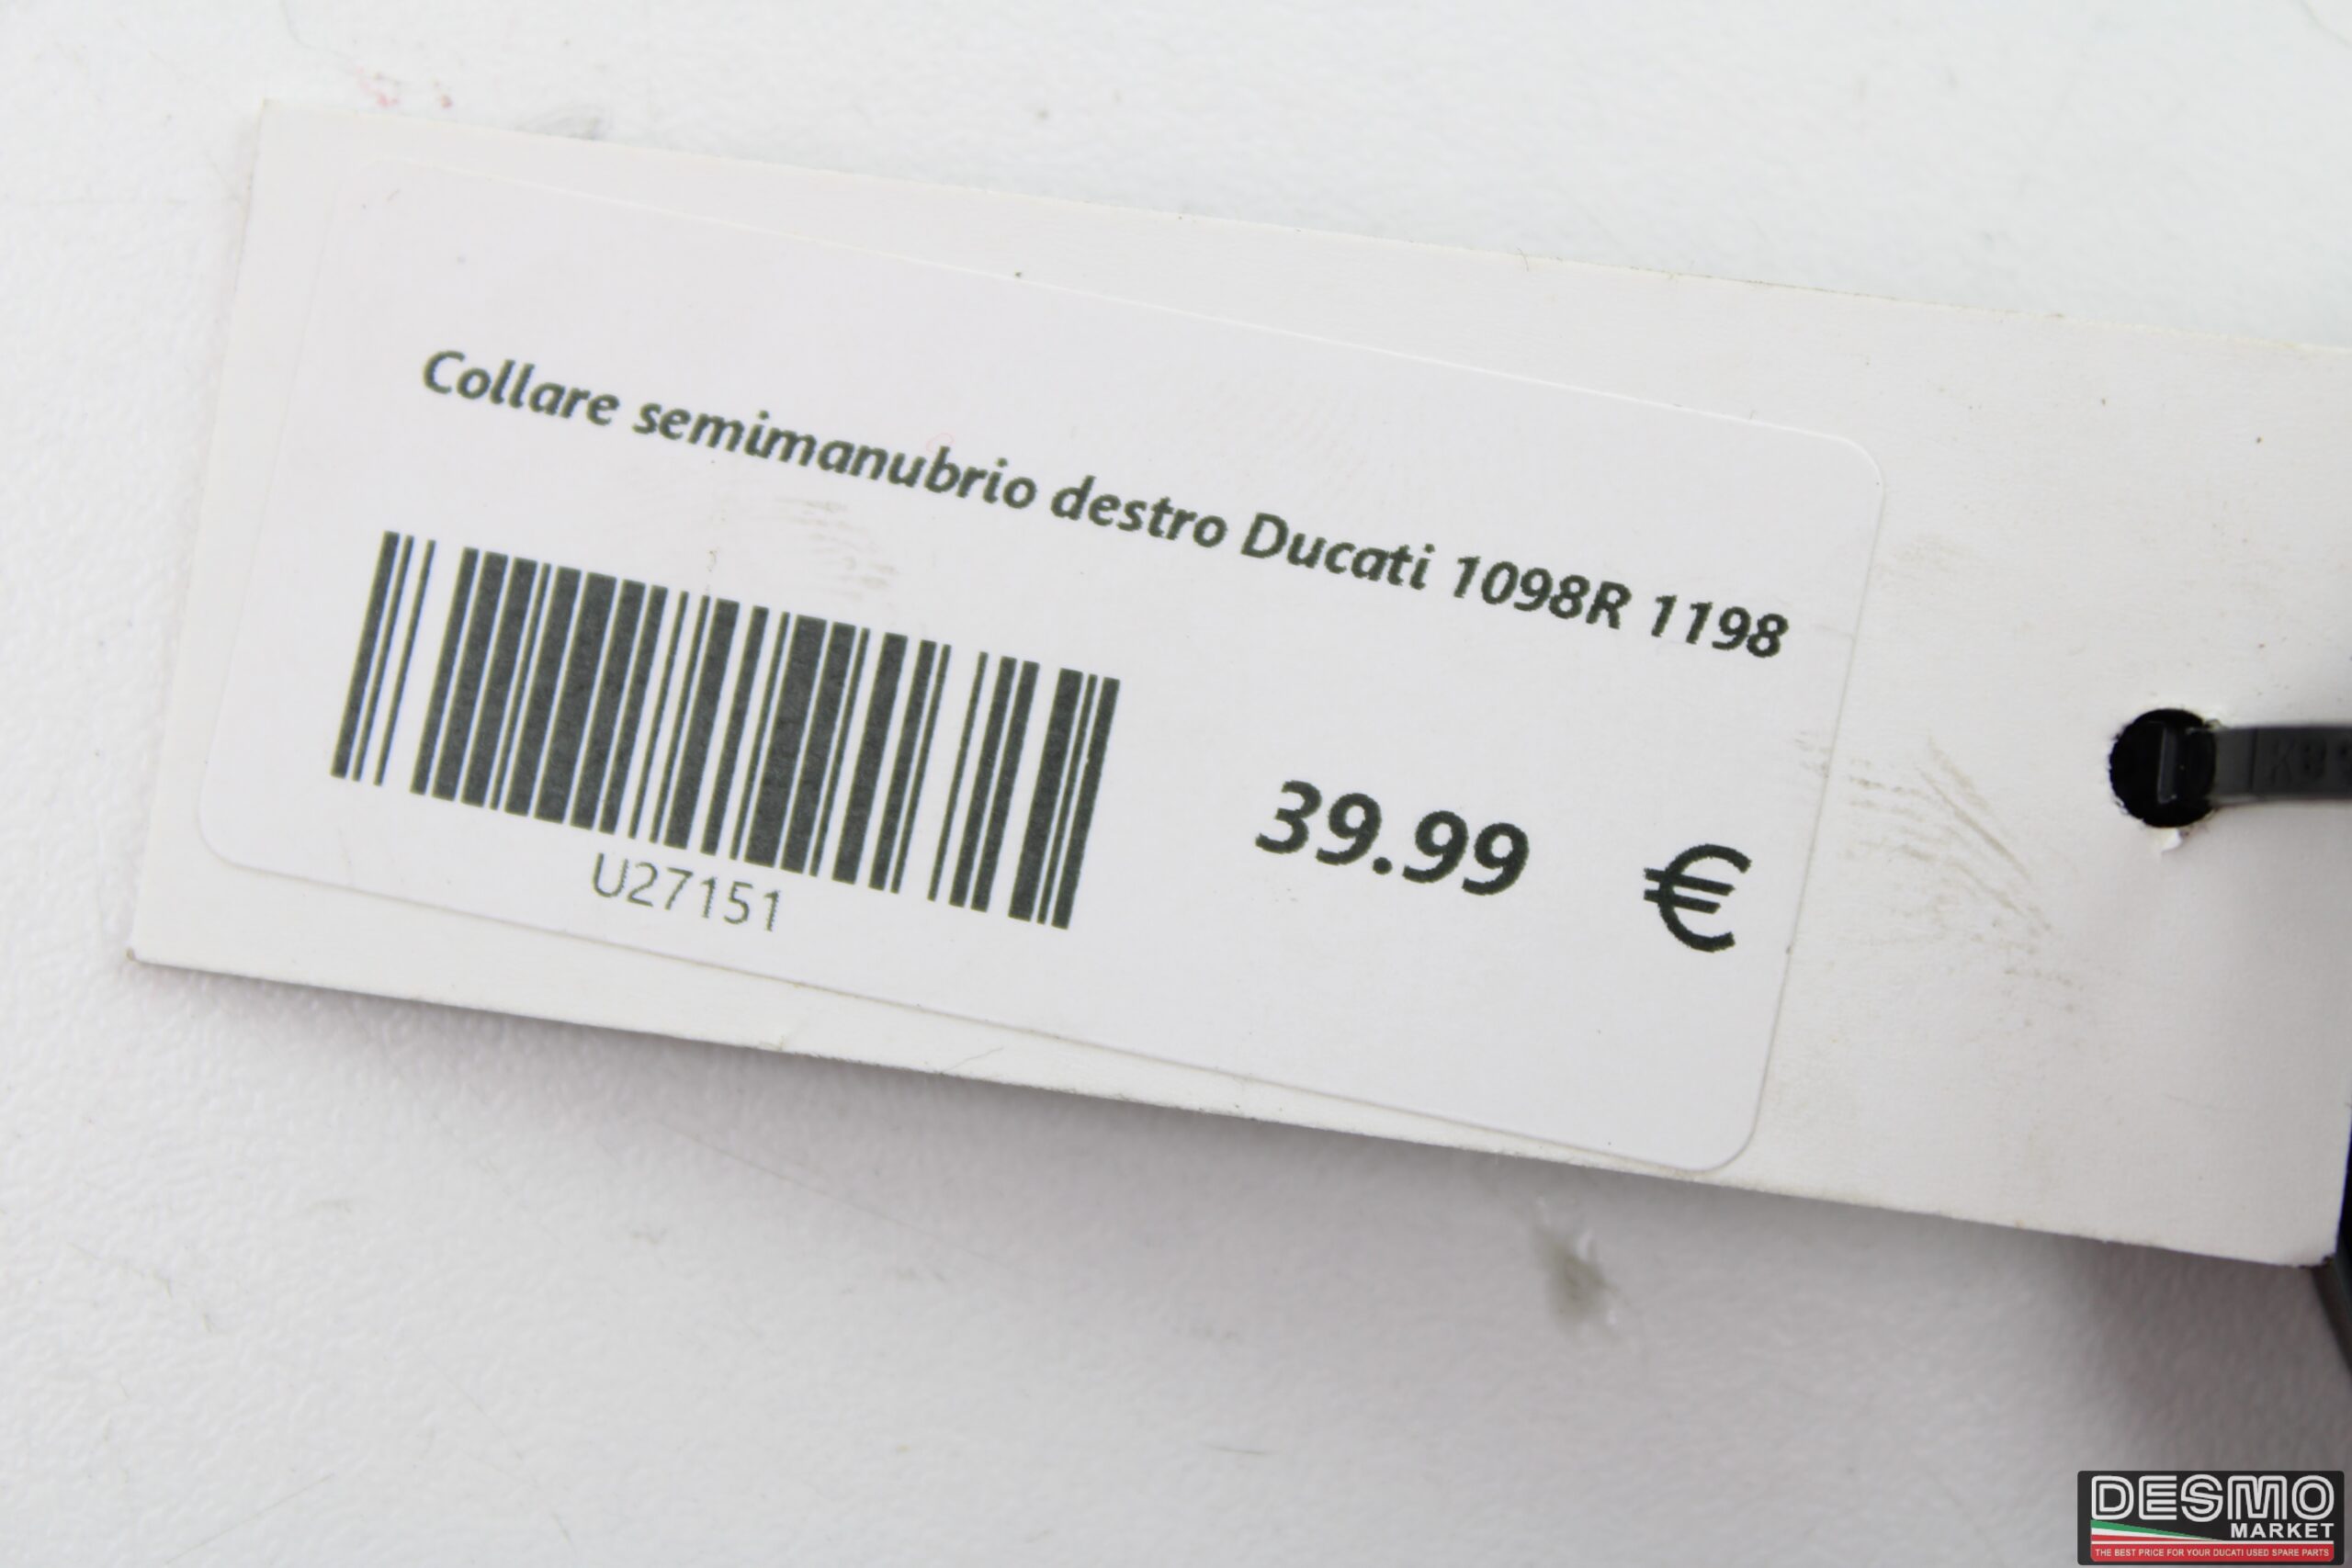 Collare semimanubrio destro Ducati 1098R 1198
39.99 €
U27151
DESMO
MARKET
THE BEST PRICE FOR YOUR DUCATI USED SPARE PARTS